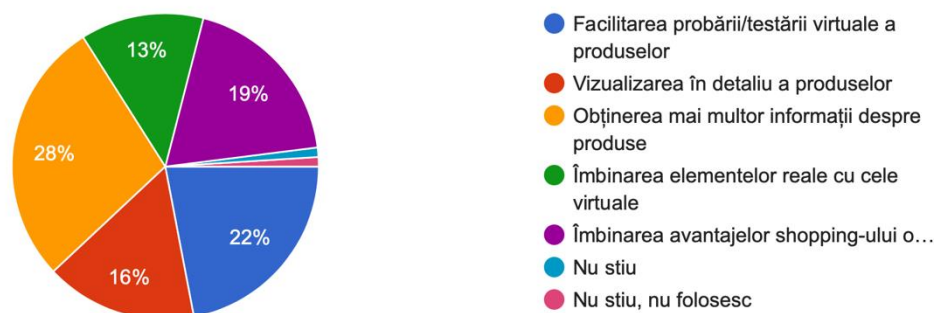 13%
19%
28%
16%
22%
Facilitarea probării/testării virtuale a
produselor
Vizualizarea în detaliu a produselor
Obținerea mai multor informații despre
produse
Îmbinarea elementelor reale cu cele
virtuale
Îmbinarea avantajelor shopping-ului o…
Nu stiu
Nu stiu, nu folosesc